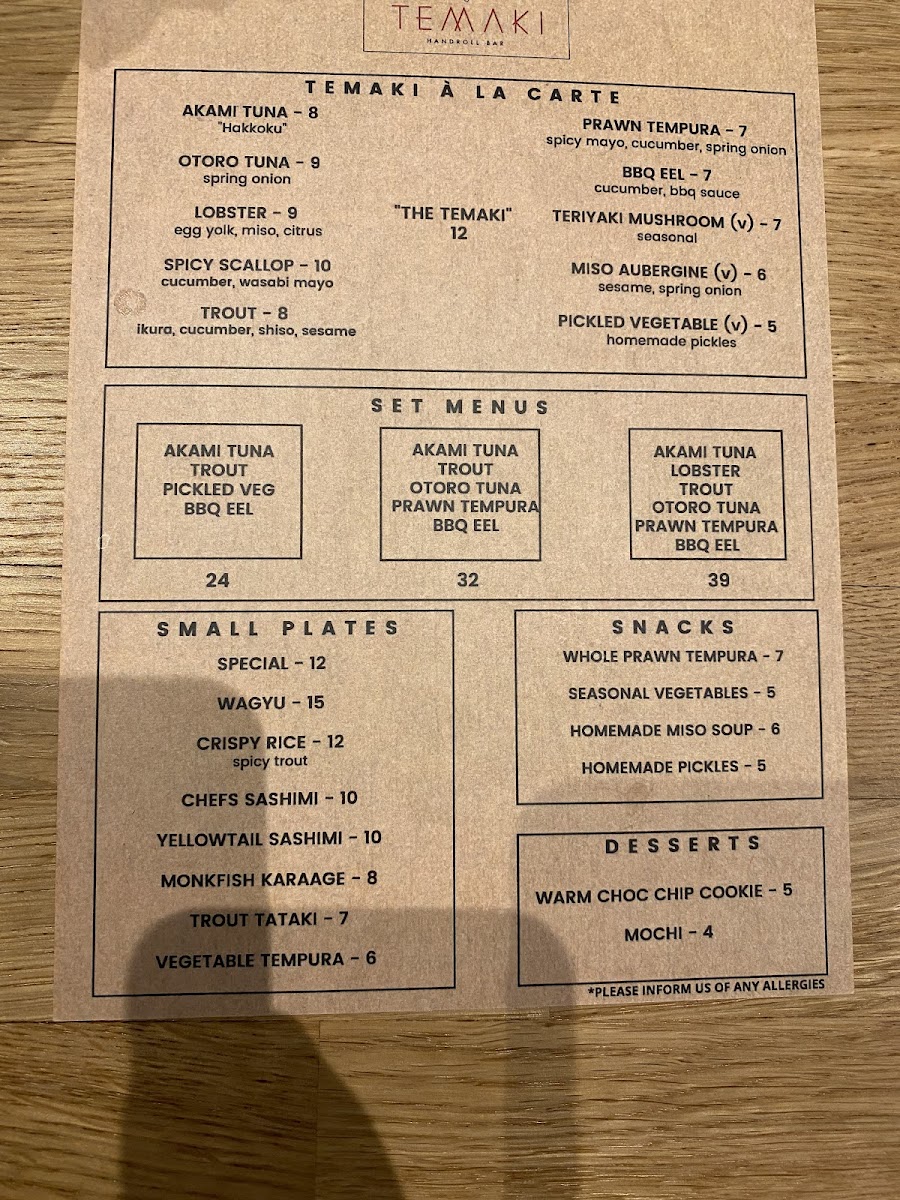 TEMAKI
HANDROLL BAR
TEMAKI À LA CARTE
AKAMI TUNA - 8
"Hakkoku"
OTORO TUNA - 9
spring onion
LOBSTER - 9
egg yolk, miso, citrus
SPICY SCALLOP - 10
cucumber, wasabi mayo
TROUT - 8
ikura, cucumber, shiso, sesame
"THE TEMAKI"
12
PRAWN TEMPURA - 7
spicy mayo, cucumber, spring onion
BBQ EEL - 7
cucumber, bbq sauce
TERIYAKI MUSHROOM (v) - 7
seasonal
MISO AUBERGINE (v) - 6
sesame, spring onion
PICKLED VEGETABLE (v) - 5
homemade pickles
SET MENUS
AKAMI TUNA
TROUT
PICKLED VEG
BBQ EEL
24
AKAMI TUNA
TROUT
OTORO TUNA
PRAWN TEMPURA
BBQ EEL
32
AKAMI TUNA
LOBSTER
TROUT
OTORO TUNA
PRAWN TEMPURA
BBQ EEL
39
SMALL PLATES
SPECIAL - 12
WAGYU - 15
CRISPY RICE - 12
spicy trout
CHEFS SASHIMI - 10
YELLOWTAIL SASHIMI - 10
MONKFISH KARAAGE - 8
TROUT TATAKI - 7
VEGETABLE TEMPURA - 6
SNACKS
WHOLE PRAWN TEMPURA - 7
SEASONAL VEGETABLES - 5
HOMEMADE MISO SOUP - 6
HOMEMADE PICKLES - 5
DESSERTS
WARM CHOC CHIP COOKIE - 5
MOCHI - 4
*PLEASE INFORM US OF ANY ALLERGIES